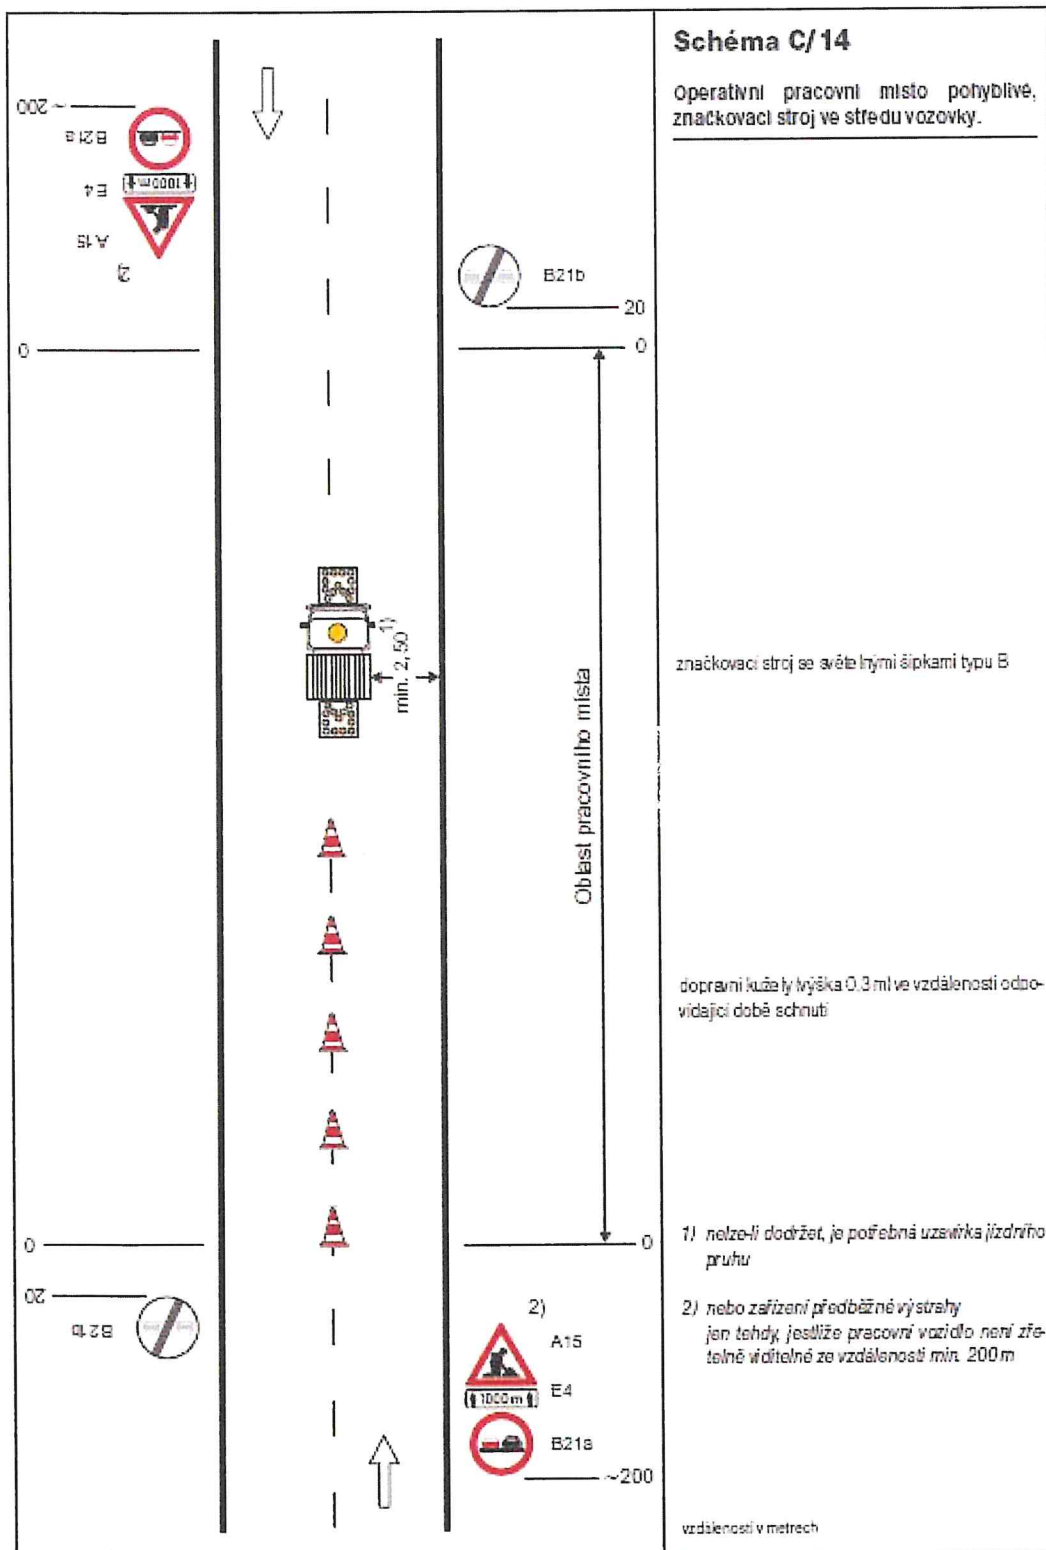 Schéma C/14
Operativní pracovní místo pohyblivé,
značkovací stroj ve středu vozovky.
~200
B21a
E4
1000 m
A15
2)
B21b
20
0
0
1)
min. 2,50
Oblast pracovního místa
značkovací stroj se světelnými šipkami typu B
dopravní kužely (výška 0.3 m) ve vzdálenosti odpo-
vídající době schnutí
0
0
20
B21b
1) nelze-li dodržet, je potřebná uzavírka jízdního
pruhu
2) nebo zařízení předběžné výstrahy
jen tehdy, jestliže pracovní vozidlo není zře-
telně viditelné ze vzdálenosti min. 200 m
2)
A15
1000 m
E4
B21a
~200
vzdálenosti v metrech